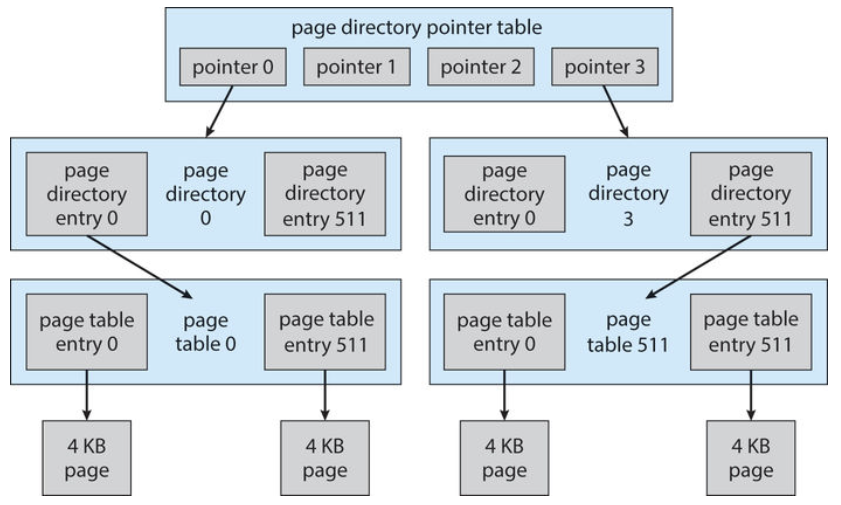 page directory pointer table
pointer 0
pointer 1
pointer 2
pointer 3
page
directory
entry 0
page
directory
0
page
directory
entry 511
page
directory
entry 0
page
directory
3
page
directory
entry 511
page table
entry 0
page
table 0
page table
entry 511
page table
entry 0
page
table 511
page table
entry 511
4 KB
page
4 KB
page
4 KB
page
4 KB
page